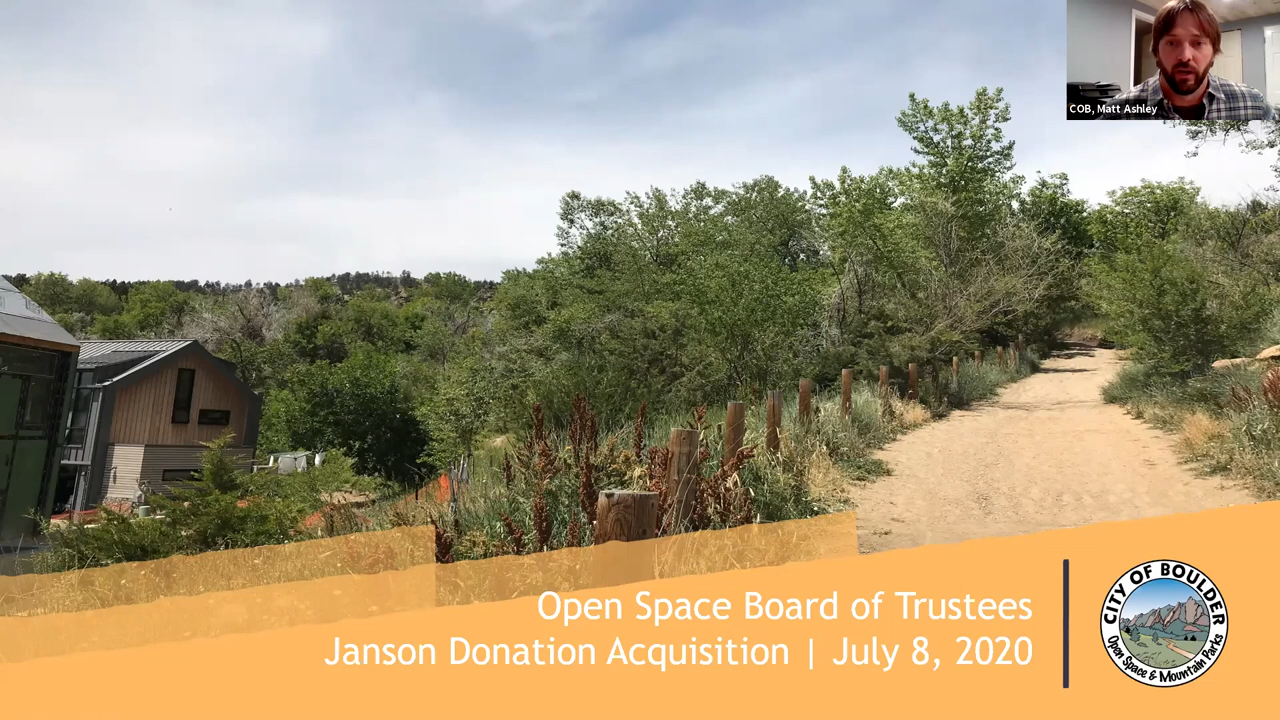 COB, Matt Ashley
Open Space Board of Trustees
Janson Donation Acquisition | July 8, 2020
CITY OF BOULDER
Open Space & Mountain Parks